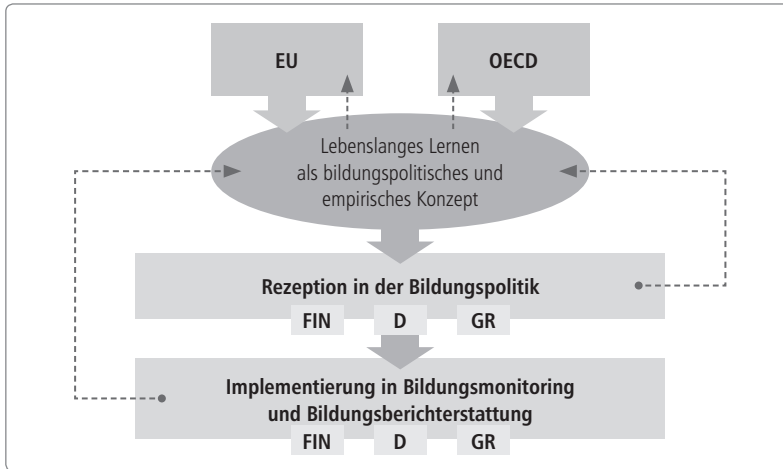 EU
OECD
Lebenslanges Lernen
als bildungspolitisches und
empirisches Konzept
Rezeption in der Bildungspolitik
FIN D GR
Implementierung in Bildungsmonitoring
und Bildungsberichterstattung
FIN D GR